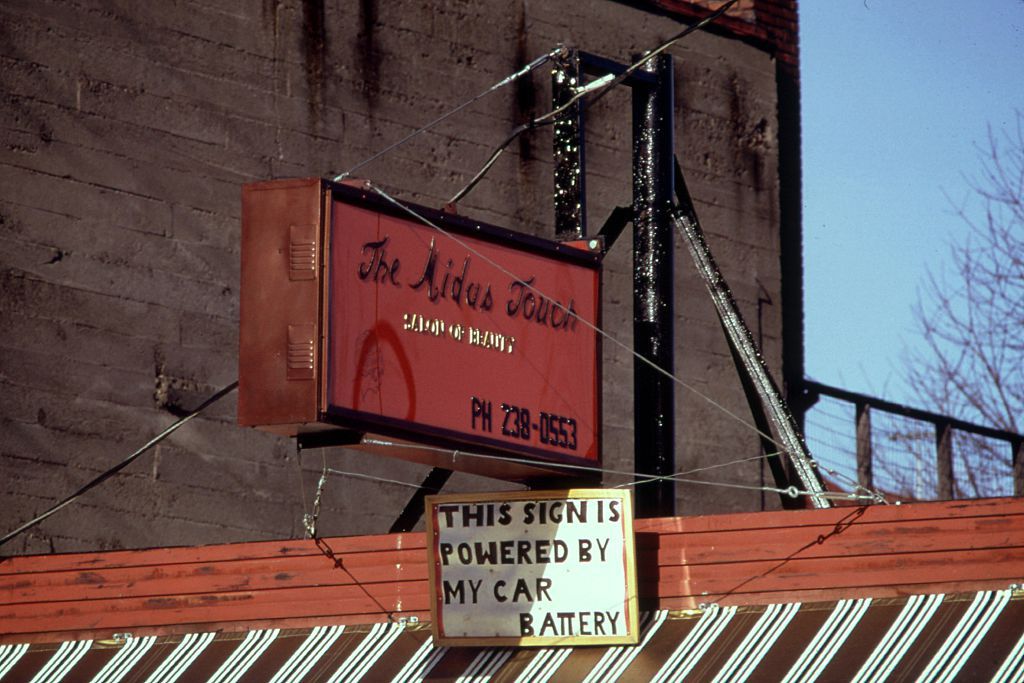 The Midas Touch
SALON OF BEAUTY
PH 238-0553
THIS SIGN IS
POWERED BY
MY CAR
BATTERY